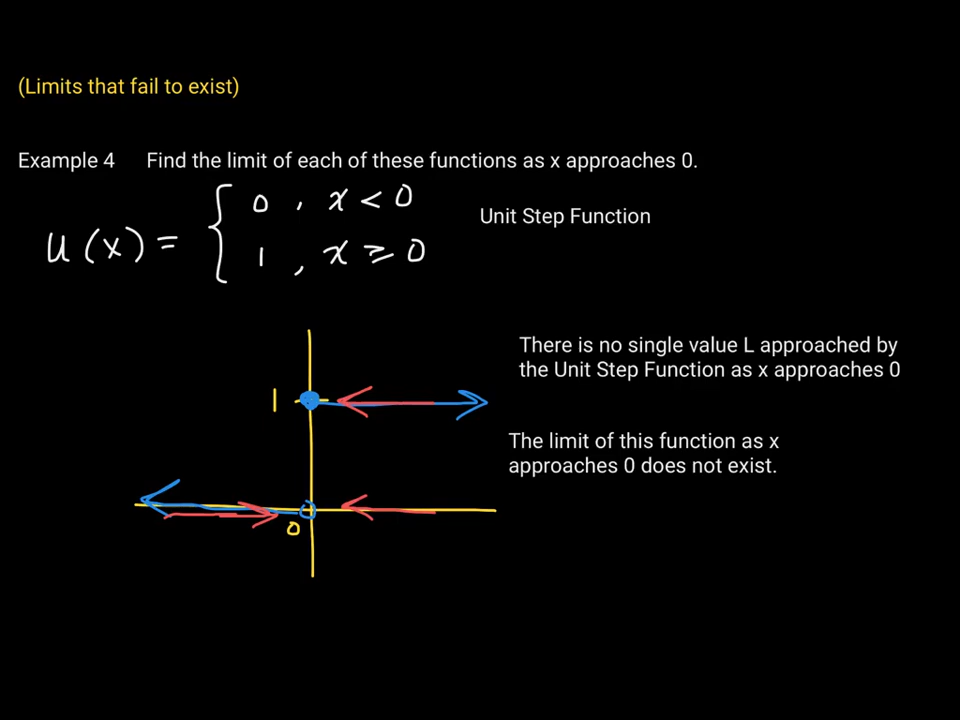 (Limits that fail to exist)
Example 4 Find the limit of each of these functions as x approaches 0.
U(x) = { 0 , x < 0
1 , x ≥ 0
Unit Step Function
There is no single value L approached by
the Unit Step Function as x approaches 0
1
The limit of this function as x
approaches 0 does not exist.
0